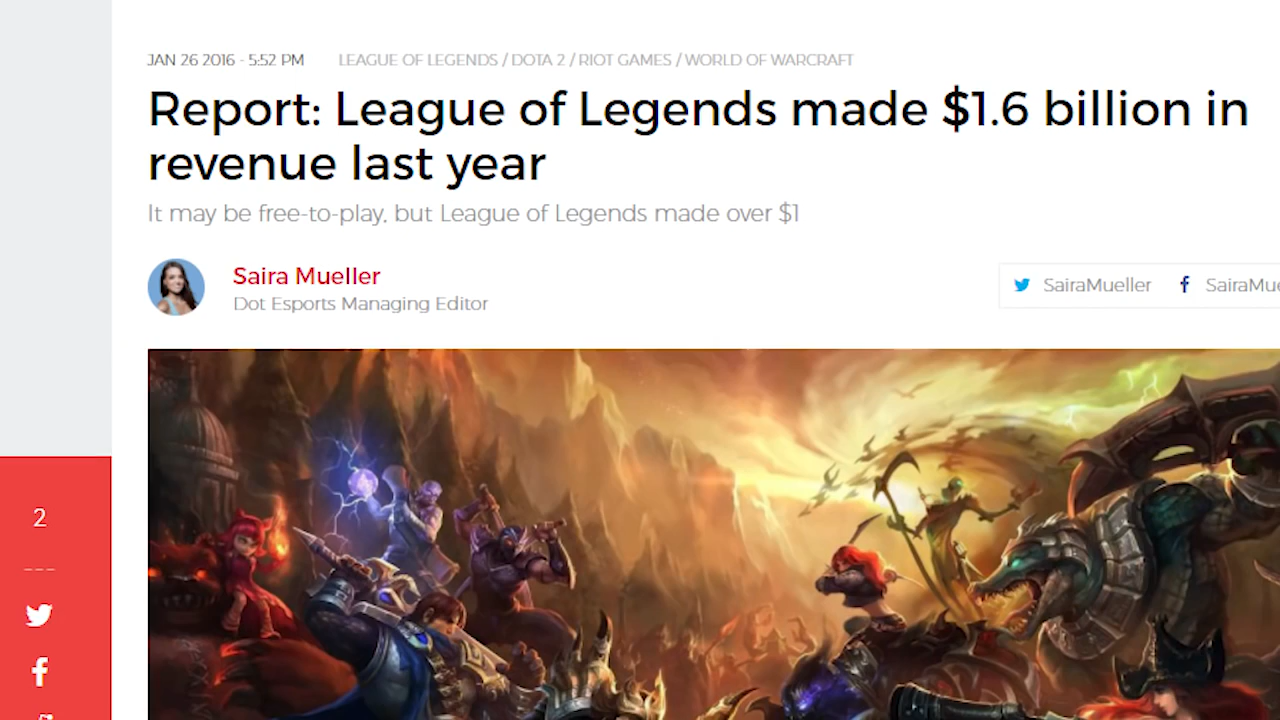 JAN 26 2016 - 5:52 PM LEAGUE OF LEGENDS / DOTA 2 / RIOT GAMES / WORLD OF WARCRAFT
Report: League of Legends made $1.6 billion in
revenue last year
It may be free-to-play, but League of Legends made over $1
Saira Mueller
Dot Esports Managing Editor
SairaMueller SairaMue
2